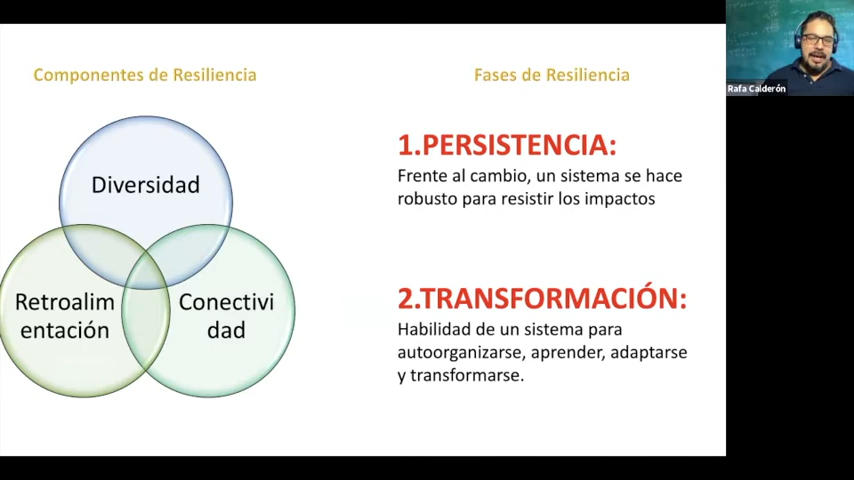 Componentes de Resiliencia
Diversidad
Retroalim
entación
Conectivi
dad
Fases de Resiliencia
1.PERSISTENCIA:
Frente al cambio, un sistema se hace
robusto para resistir los impactos
2.TRANSFORMACIÓN:
Habilidad de un sistema para
autoorganizarse, aprender, adaptarse
y transformarse.
Rafa Calderón